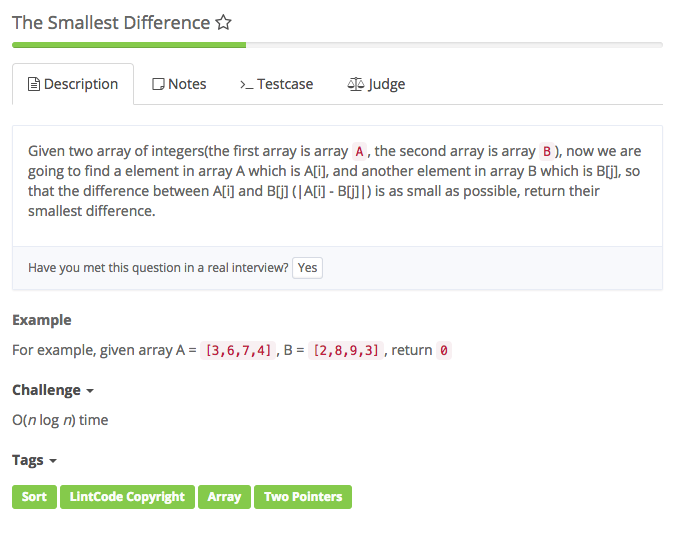 The Smallest Difference
Description Notes Testcase Judge
Given two array of integers(the first array is array A, the second array is array B), now we are
going to find a element in array A which is A[i], and another element in array B which is B[j], so
that the difference between A[i] and B[j] (|A[i] - B[j]|) is as small as possible, return their
smallest difference.
Have you met this question in a real interview? Yes
Example
For example, given array A = [3,6,7,4], B = [2,8,9,3], return 0
Challenge
O(n log n) time
Tags
Sort LintCode Copyright Array Two Pointers